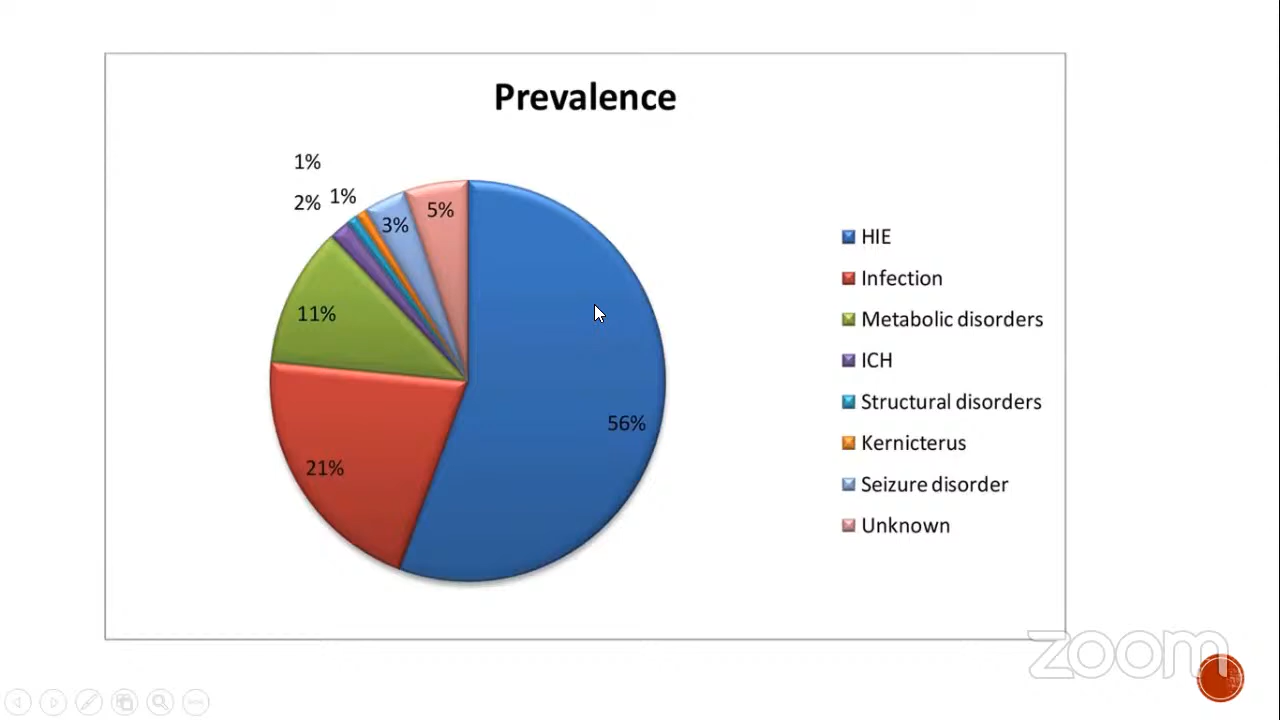 Prevalence
1%
2%
1%
3%
5%
11%
56%
21%
HIE
Infection
Metabolic disorders
ICH
Structural disorders
Kernicterus
Seizure disorder
Unknown
zoom